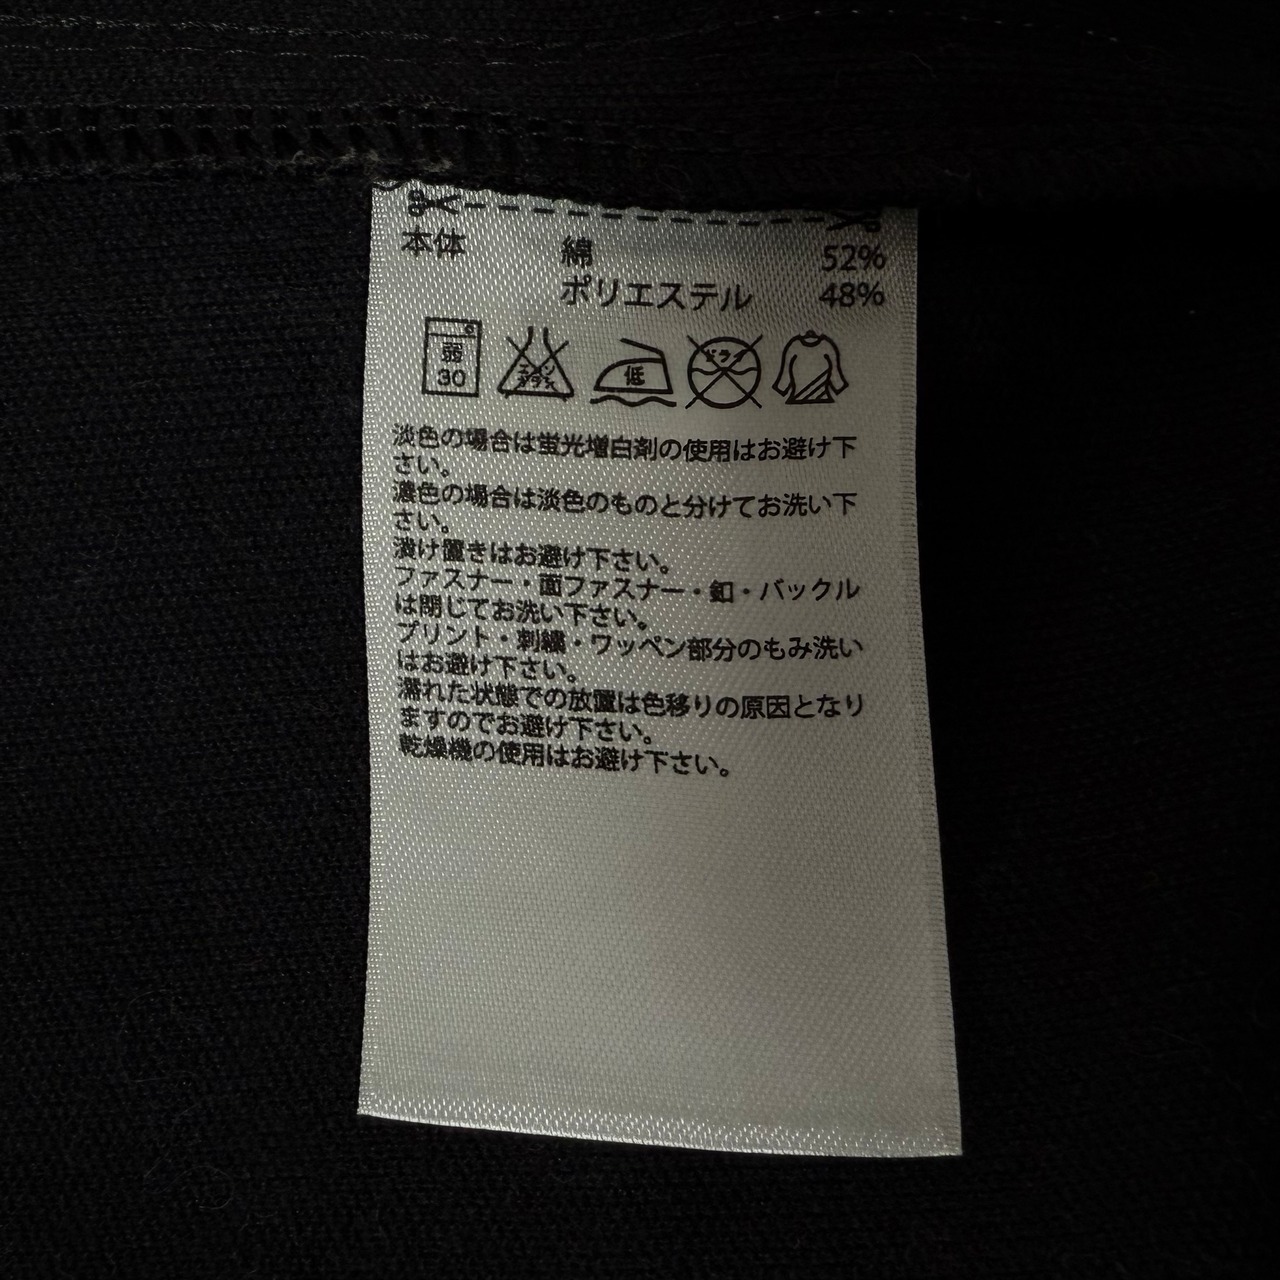 本体 綿 52%
ポリエステル 48%
弱 30
エンソ サラシ
低
ドライ
淡色の場合は蛍光増白剤の使用はお避け下
さい。
濃色の場合は淡色のものと分けてお洗い下
さい。
漬け置きはお避け下さい。
ファスナー・面ファスナー・釦・バックル
は閉じてお洗い下さい。
プリント・刺繍・ワッペン部分のもみ洗い
はお避け下さい。
濡れた状態での放置は色移りの原因となり
ますのでお避け下さい。
乾燥機の使用はお避け下さい。